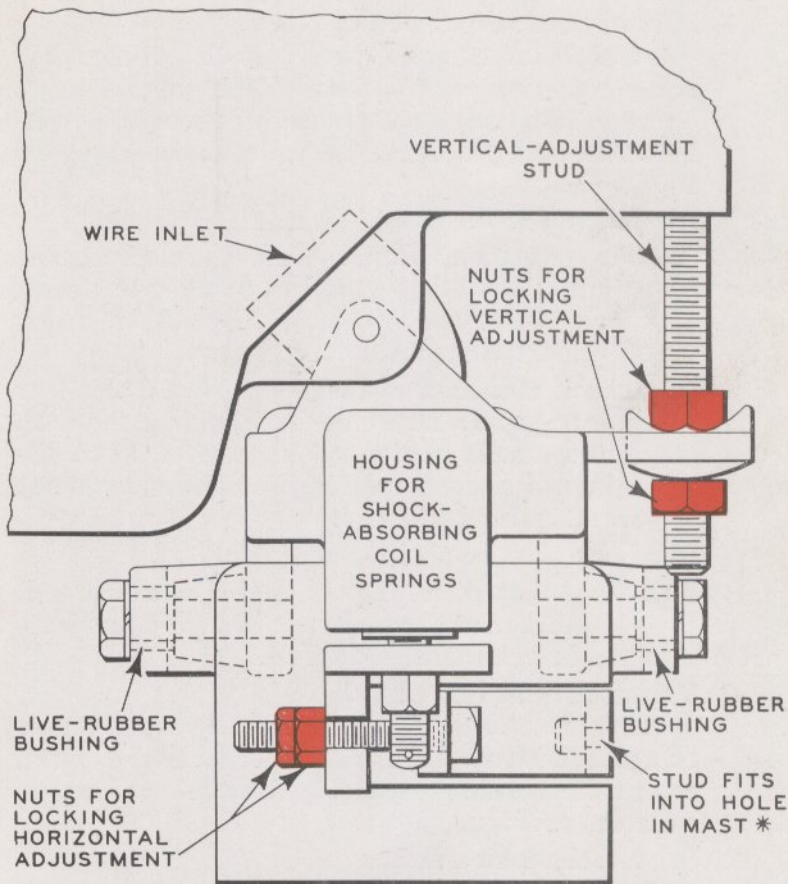 VERTICAL-ADJUSTMENT
STUD
WIRE INLET
NUTS FOR
LOCKING
VERTICAL
ADJUSTMENT
HOUSING
FOR
SHOCK-
ABSORBING
COIL
SPRINGS
LIVE-RUBBER
BUSHING
LIVE-RUBBER
BUSHING
NUTS FOR
LOCKING
HORIZONTAL
ADJUSTMENT
STUD FITS
INTO HOLE
IN MAST *